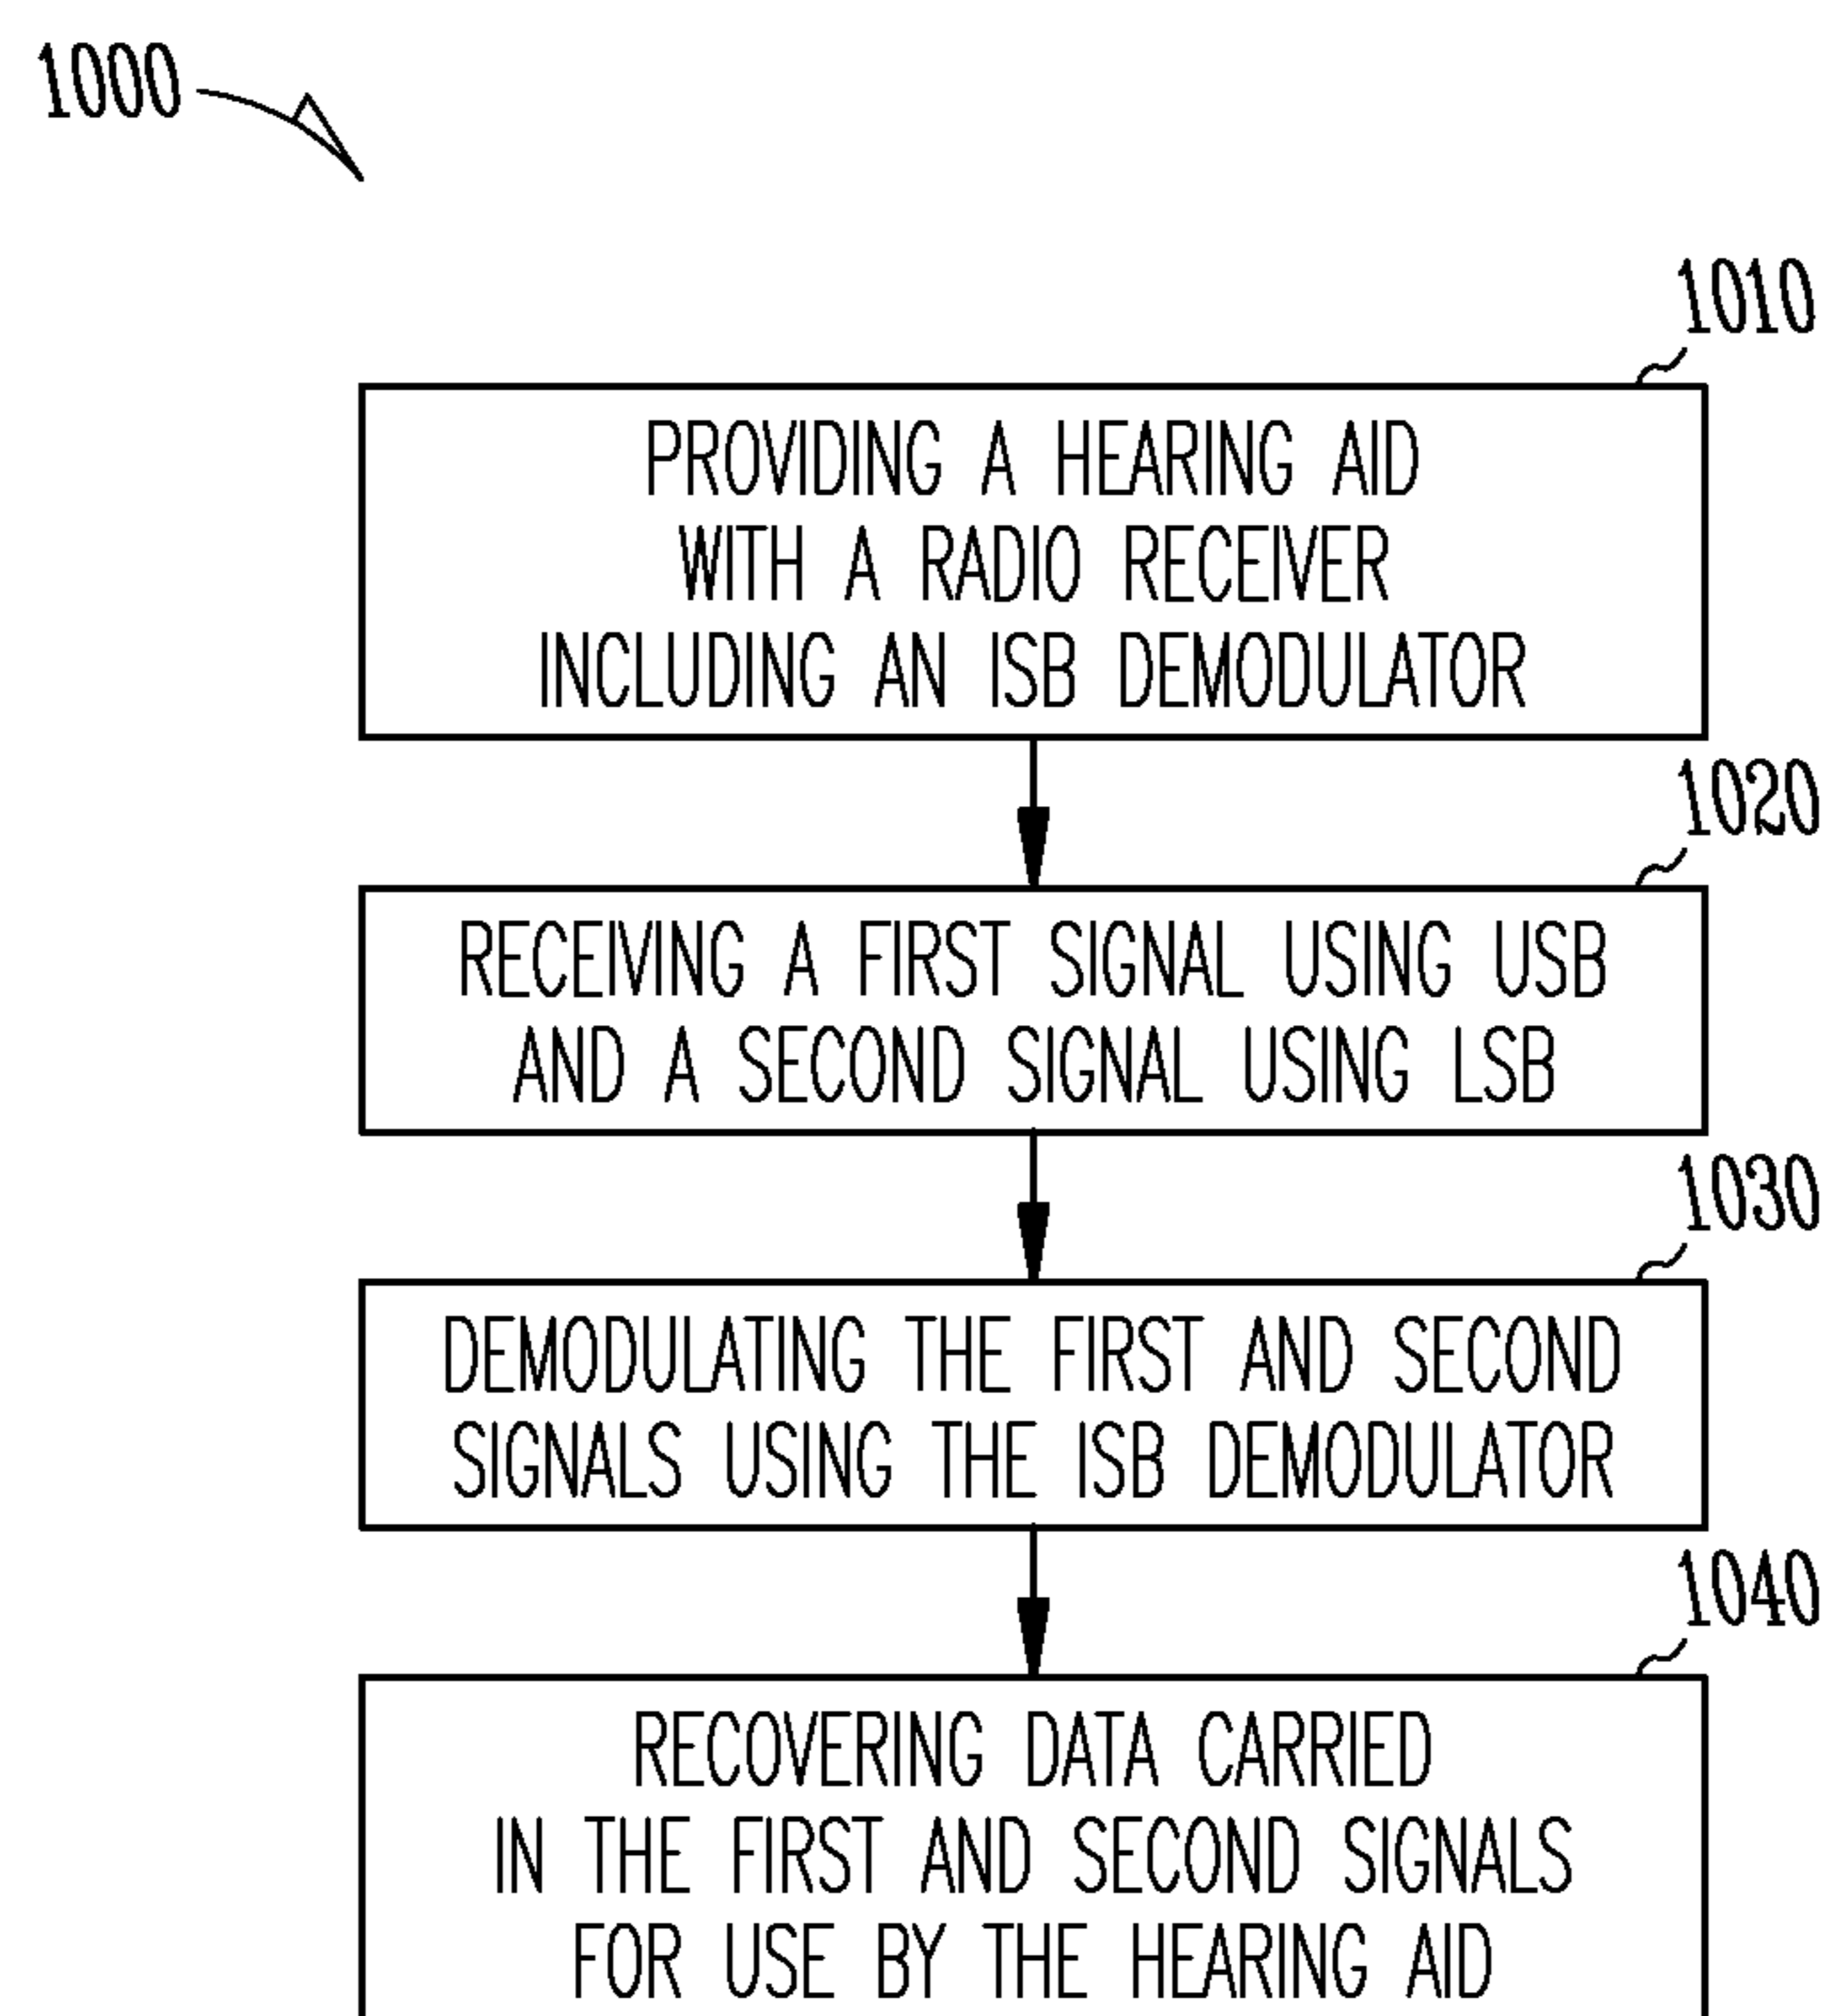 1000
1010
PROVIDING A HEARING AID
WITH A RADIO RECEIVER
INCLUDING AN ISB DEMODULATOR
1020
RECEIVING A FIRST SIGNAL USING USB
AND A SECOND SIGNAL USING LSB
1030
DEMODULATING THE FIRST AND SECOND
SIGNALS USING THE ISB DEMODULATOR
1040
RECOVERING DATA CARRIED
IN THE FIRST AND SECOND SIGNALS
FOR USE BY THE HEARING AID